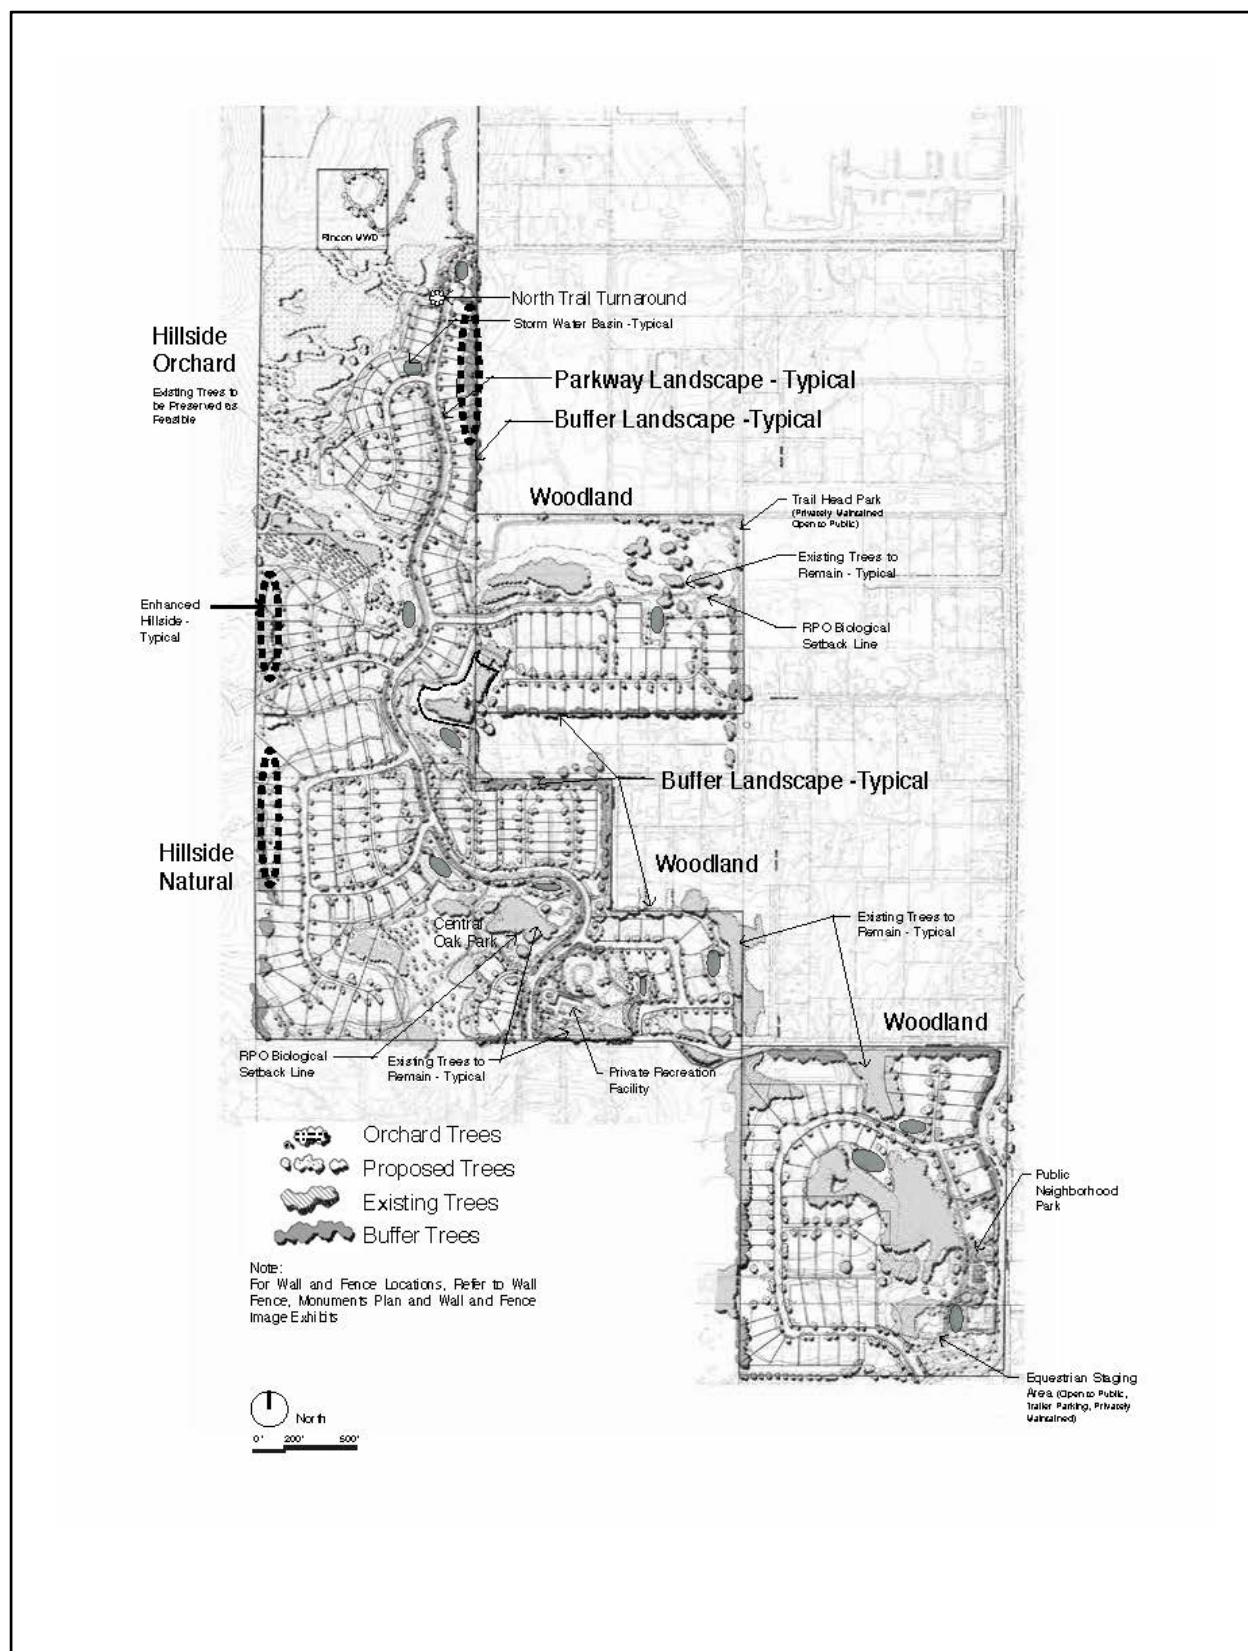 Rincon MWD
North Trail Turnaround
Storm Water Basin -Typical
Hillside
Orchard
Existing Trees to
be Preserved as
Feasible
Parkway Landscape - Typical
Buffer Landscape -Typical
Woodland
Trail Head Park
(Privately Maintained
Open to Public)
Existing Trees to
Remain - Typical
Enhanced
Hillside -
Typical
RPO Biological
Setback Line
Buffer Landscape -Typical
Hillside
Natural
Woodland
Central
Oak Park
Existing Trees to
Remain - Typical
Woodland
RPO Biological
Setback Line
Existing Trees to
Remain - Typical
Private Recreation
Facility
Orchard Trees
Proposed Trees
Existing Trees
Buffer Trees
Public
Neighborhood
Park
Note:
For Wall and Fence Locations, Refer to Wall
Fence, Monuments Plan and Wall and Fence
Image Exhibits
Equestrian Staging
Area (Open to Public,
Trailer Parking, Privately
Maintained)
North
0' 200' 500'